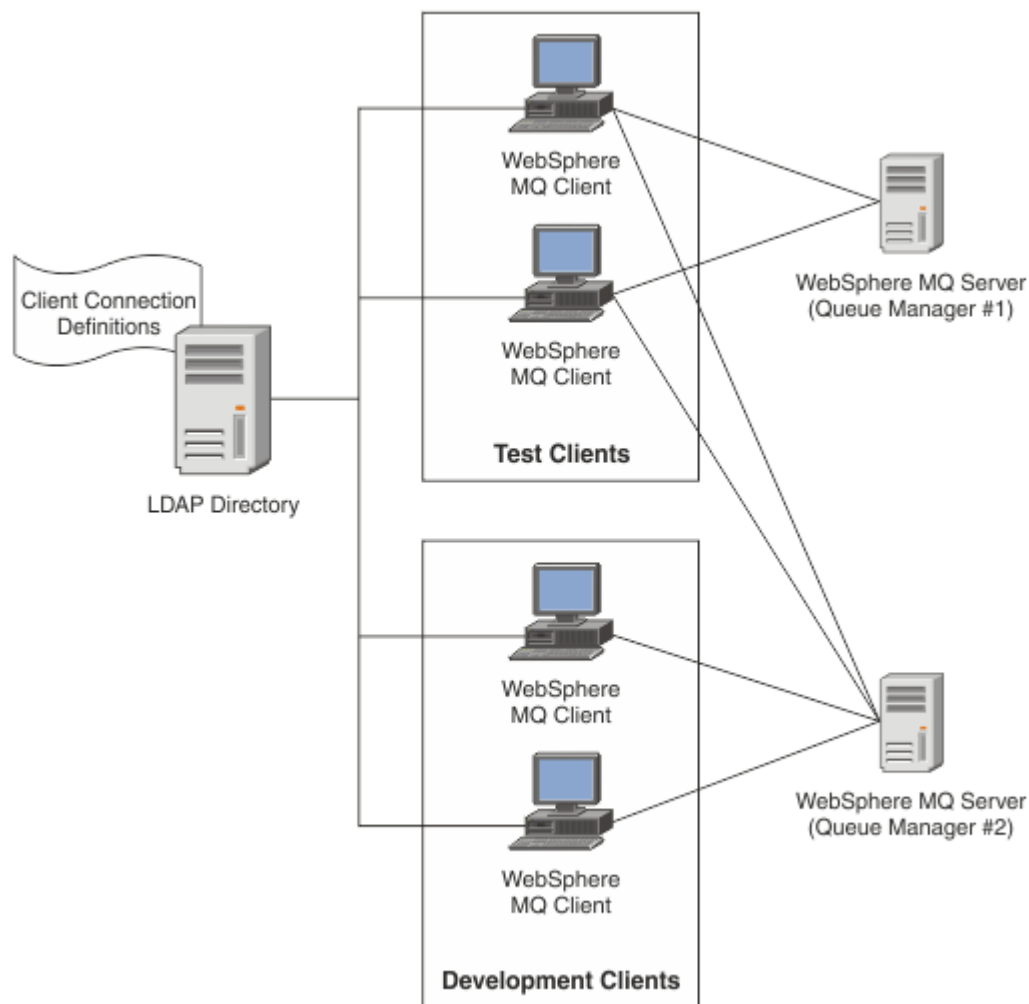 WebSphere
MQ Client
WebSphere
MQ Client
Test Clients
WebSphere MQ Server
(Queue Manager #1)
Client Connection
Definitions
LDAP Directory
WebSphere
MQ Client
WebSphere
MQ Client
Development Clients
WebSphere MQ Server
(Queue Manager #2)